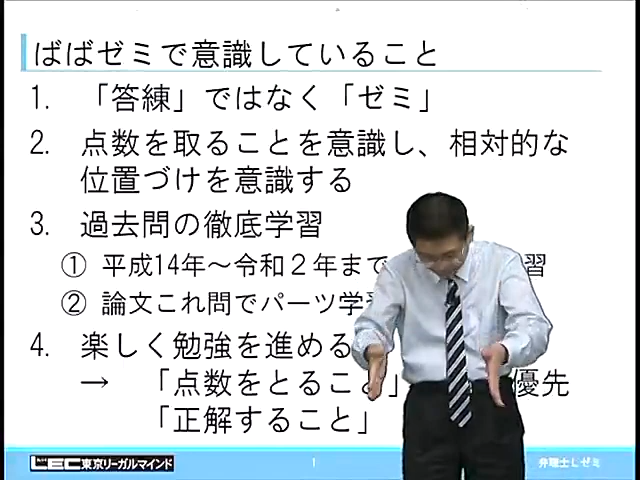 ばばゼミで意識していること
1. 「答練」ではなく「ゼミ」
2. 点数を取ることを意識し、相対的な
位置づけを意識する
3. 過去問の徹底学習
① 平成14年～令和２年まで 習
② 論文これ問でパーツ学
4. 楽しく勉強を進める
→ 「点数をとること」 優先
「正解すること」
LEC東京リーガルマインド 1 弁理士Lゼミ